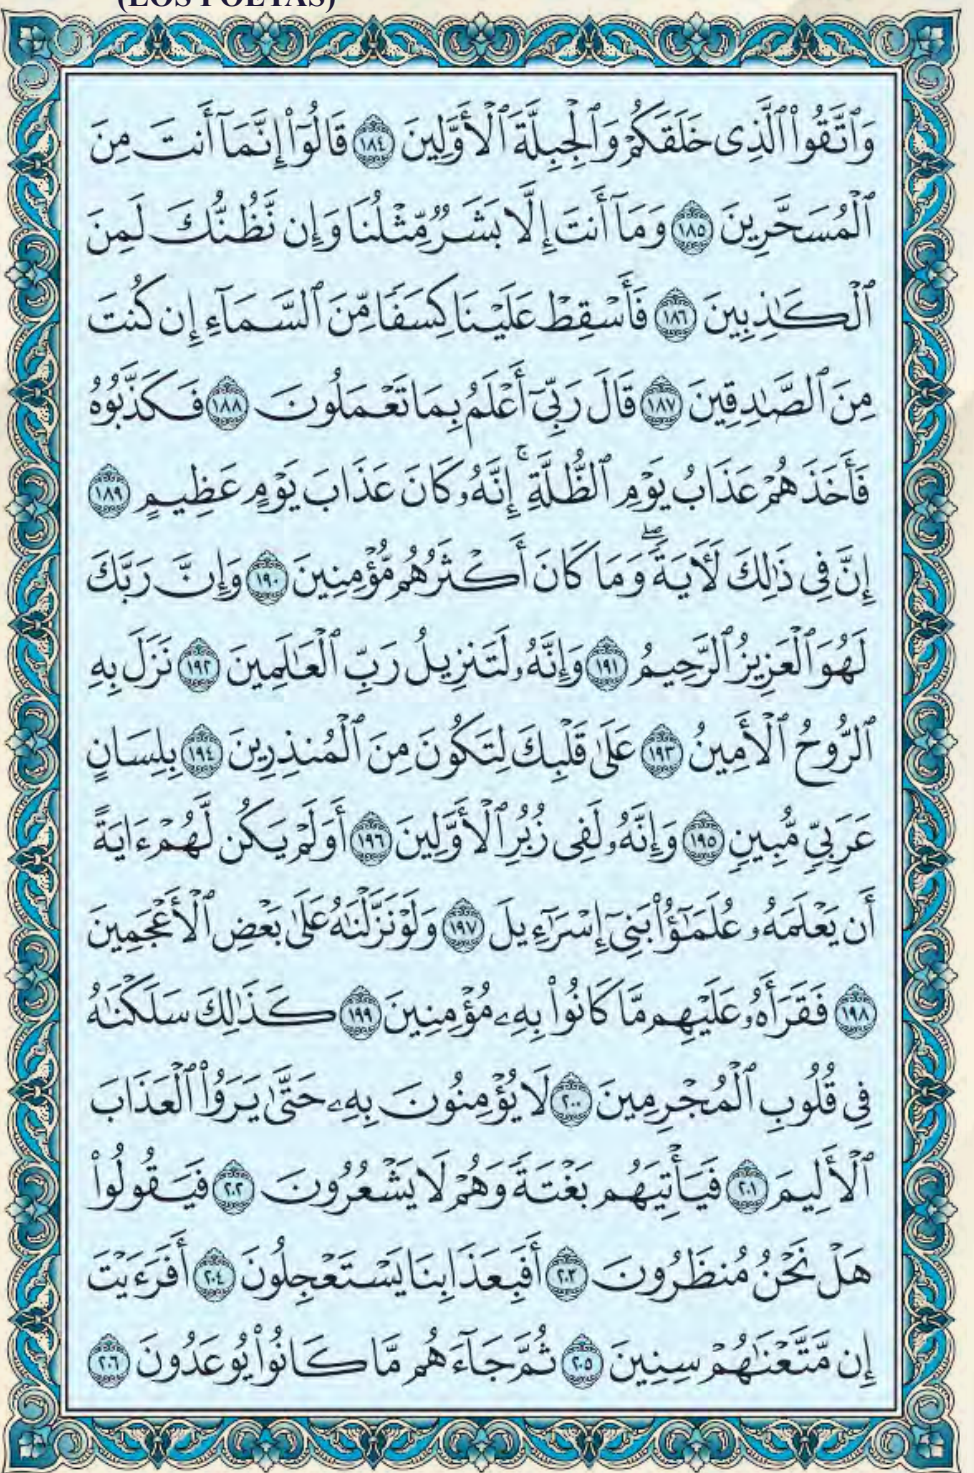 (LOS POETAS)
وَٱتَّقُوا۟ ٱلَّذِى خَلَقَكُمْ وَٱلْجِبِلَّةَ ٱلْأَوَّلِينَ ١٨٤ قَالُوٓا۟ إِنَّمَآ أَنتَ مِنَ
ٱلْمُسَحَّرِينَ ١٨٥ وَمَآ أَنتَ إِلَّا بَشَرٌ مِّثْلُنَا وَإِن نَّظُنُّكَ لَمِنَ
ٱلْكَٰذِبِينَ ١٨٦ فَأَسْقِطْ عَلَيْنَا كِسَفًا مِّنَ ٱلسَّمَآءِ إِن كُنتَ
مِنَ ٱلصَّٰدِقِينَ ١٨٧ قَالَ رَبِّىٓ أَعْلَمُ بِمَا تَعْمَلُونَ ١٨٨ فَكَذَّبُوهُ
فَأَخَذَهُمْ عَذَابُ يَوْمِ ٱلظُّلَّةِ ۚ إِنَّهُۥ كَانَ عَذَابَ يَوْمٍ عَظِيمٍ ١٨٩
إِنَّ فِى ذَٰلِكَ لَءَايَةً ۖ وَمَا كَانَ أَكْثَرُهُم مُّؤْمِنِينَ ١٩٠ وَإِنَّ رَبَّكَ
لَهُوَ ٱلْعَزِيزُ ٱلرَّحِيمُ ١٩١ وَإِنَّهُۥ لَتَنزِيلُ رَبِّ ٱلْعَٰلَمِينَ ١٩٢ نَزَلَ بِهِ
ٱلرُّوحُ ٱلْأَمِينُ ١٩٣ عَلَىٰ قَلْبِكَ لِتَكُونَ مِنَ ٱلْمُنذِرِينَ ١٩٤ بِلِسَانٍ
عَرَبِىٍّ مُّبِينٍ ١٩٥ وَإِنَّهُۥ لَفِى زُبُرِ ٱلْأَوَّلِينَ ١٩٦ أَوَلَمْ يَكُن لَّهُمْ ءَايَةً
أَن يَعْلَمَهُۥ عُلَمَٰٓؤُا۟ بَنِىٓ إِسْرَٰٓءِيلَ ١٩٧ وَلَوْ نَزَّلْنَٰهُ عَلَىٰ بَعْضِ ٱلْأَعْجَمِينَ
١٩٨ فَقَرَأَهُۥ عَلَيْهِم مَّا كَانُوا۟ بِهِۦ مُؤْمِنِينَ ١٩٩ كَذَٰلِكَ سَلَكْنَٰهُ
فِى قُلُوبِ ٱلْمُجْرِمِينَ ٢٠٠ لَا يُؤْمِنُونَ بِهِۦ حَتَّىٰ يَرَوُا۟ ٱلْعَذَابَ
ٱلْأَلِيمَ ٢٠١ فَيَأْتِيَهُم بَغْتَةً وَهُمْ لَا يَشْعُرُونَ ٢٠٢ فَيَقُولُوا۟
هَلْ نَحْنُ مُنظَرُونَ ٢٠٣ أَفَبِعَذَابِنَا يَسْتَعْجِلُونَ ٢٠٤ أَفَرَءَيْتَ
إِن مَّتَّعْنَٰهُمْ سِنِينَ ٢٠٥ ثُمَّ جَآءَهُم مَّا كَانُوا۟ يُوعَدُونَ ٢٠٦